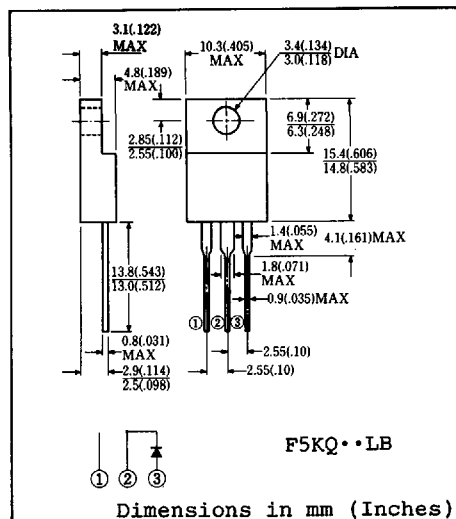 3.1(.122)
MAX
4.8(.189)
MAX
10.3(.405)
MAX
3.4(.134)
3.0(.118) DIA
2.85(.112)
2.55(.100)
6.9(.272)
6.3(.248)
15.4(.606)
14.8(.583)
1.4(.055)
MAX
4.1(.161)MAX
1.8(.071)
MAX
0.9(.035)MAX
13.8(.543)
13.0(.512)
① ② ③
0.8(.031)
MAX
2.9(.114)
2.5(.098)
2.55(.10)
2.55(.10)
F5KQ··LB
① ② ③
Dimensions in mm (Inches)